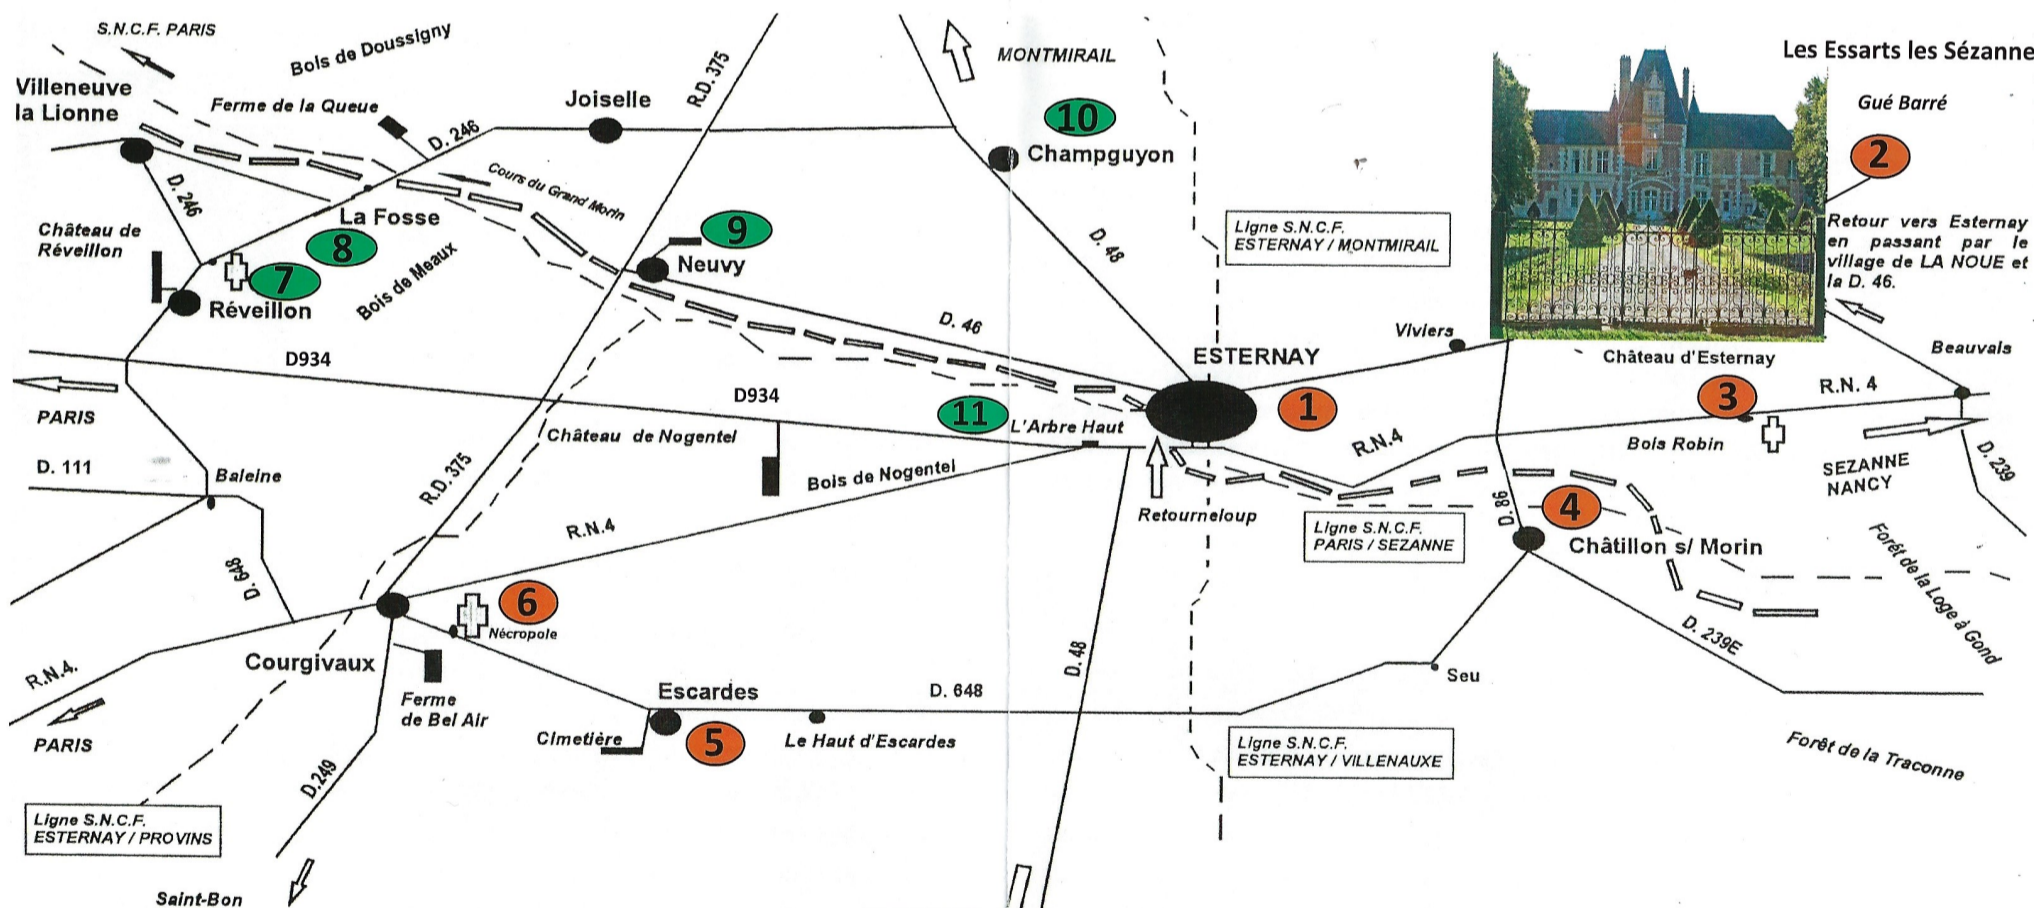 S.N.C.F. PARIS
Bois de Doussigny
Villeneuve
la Lionne
Ferme de la Queue
D. 246
Joiselle
R.D. 375
MONTMIRAIL
10
Champguyon
Les Essarts les Sézanne
Gué Barré
2
Retour vers Esternay
en passant par le
village de LA NOUE et
la D. 46.
D. 246
Cours du Grand Morin
La Fosse
8
Château de
Réveillon
7
Réveillon
Bois de Meaux
9
Neuvy
D. 46
D. 48
Ligne S.N.C.F.
ESTERNAY / MONTMIRAIL
Viviers
ESTERNAY
1
Château d'Esternay
3
Beauvais
R.N. 4
D934
PARIS
D934
11
L'Arbre Haut
Château de Nogentel
Bois de Nogentel
R.N.4
Bois Robin
SEZANNE
NANCY
D. 239
D. 111
Baleine
R.D. 375
R.N.4
Retourneloup
Ligne S.N.C.F.
PARIS / SEZANNE
D. 86
4
Châtillon s/ Morin
Forêt de la Loge à Gond
D. 648
6
Nécropole
Courgivaux
R.N.4.
PARIS
Ferme
de Bel Air
Escardes
5
Cimetière
D. 648
Le Haut d'Escardes
D. 48
Seu
D. 239E
Ligne S.N.C.F.
ESTERNAY / VILLENAUXE
Forêt de la Traconne
D.249
Ligne S.N.C.F.
ESTERNAY / PROVINS
Saint-Bon